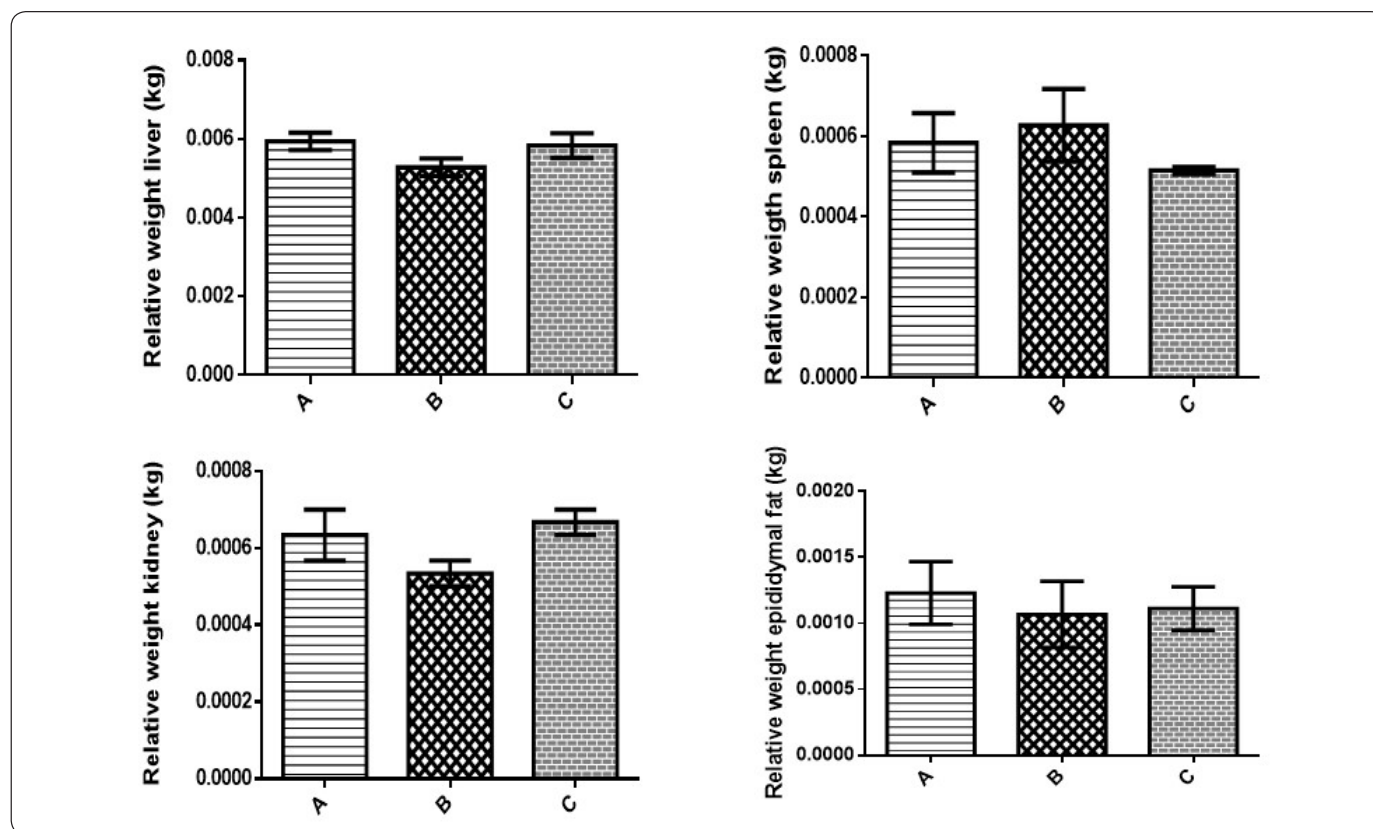 Relative weight liver (kg)
0.008
0.006
0.004
0.002
0.000
A
B
C
Relative weigth spleen (kg)
0.0008
0.0006
0.0004
0.0002
0.0000
A
B
C
Relative weight kidney (kg)
0.0008
0.0006
0.0004
0.0002
0.0000
A
B
C
Relative weight epididymal fat (kg)
0.0020
0.0015
0.0010
0.0005
0.0000
A
B
C